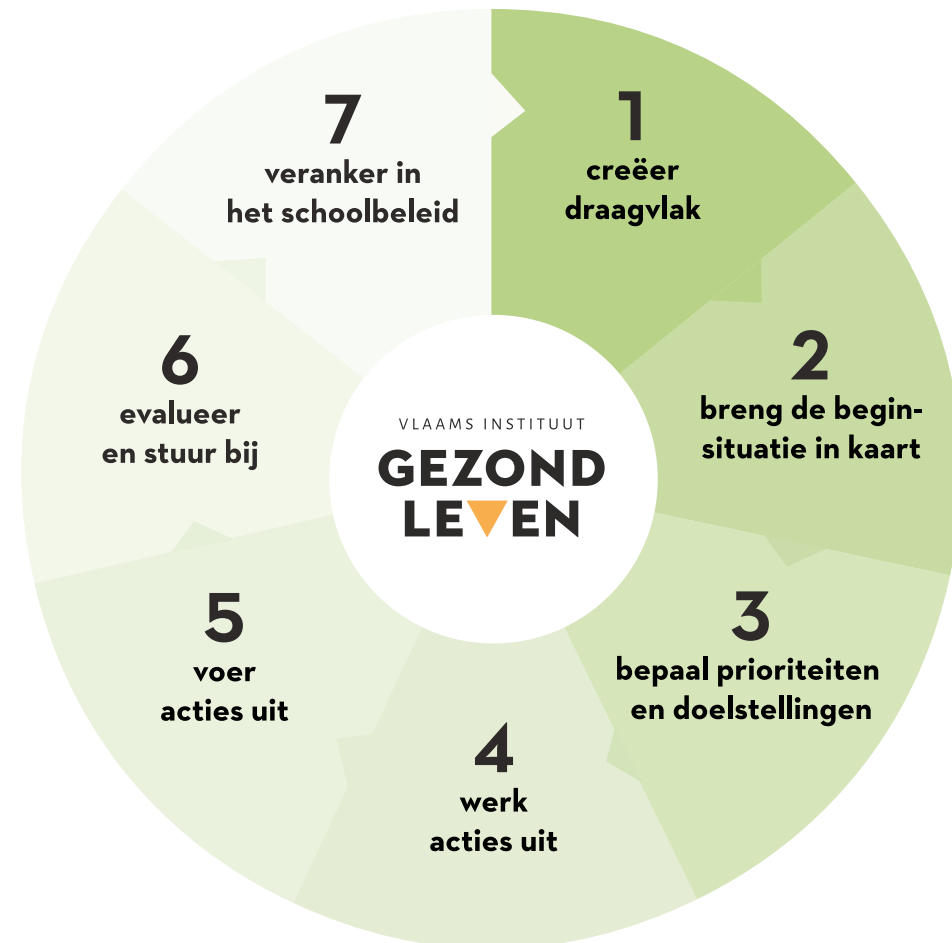 1
creëer
draagvlak
2
breng de begin-
situatie in kaart
3
bepaal prioriteiten
en doelstellingen
4
werk
acties uit
5
voer
acties uit
6
evalueer
en stuur bij
7
veranker in
het schoolbeleid
VLAAMS INSTITUUT
GEZOND
LEVEN